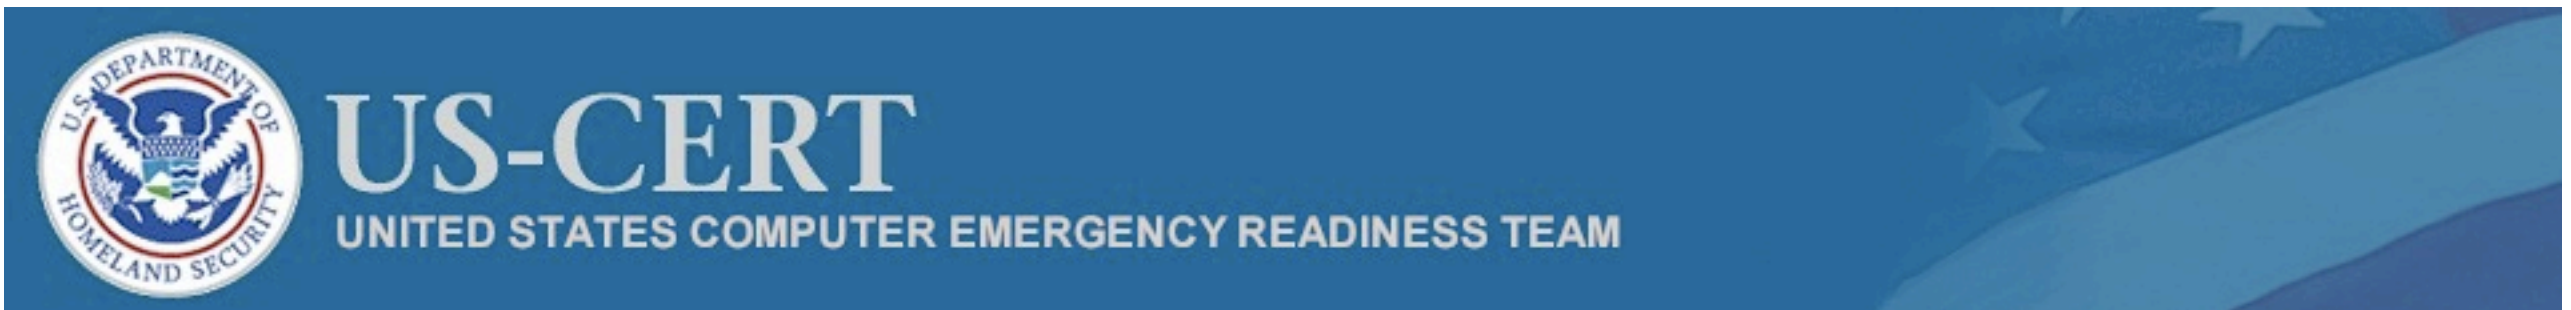 U.S. DEPARTMENT OF
HOMELAND SECURITY
US-CERT
UNITED STATES COMPUTER EMERGENCY READINESS TEAM